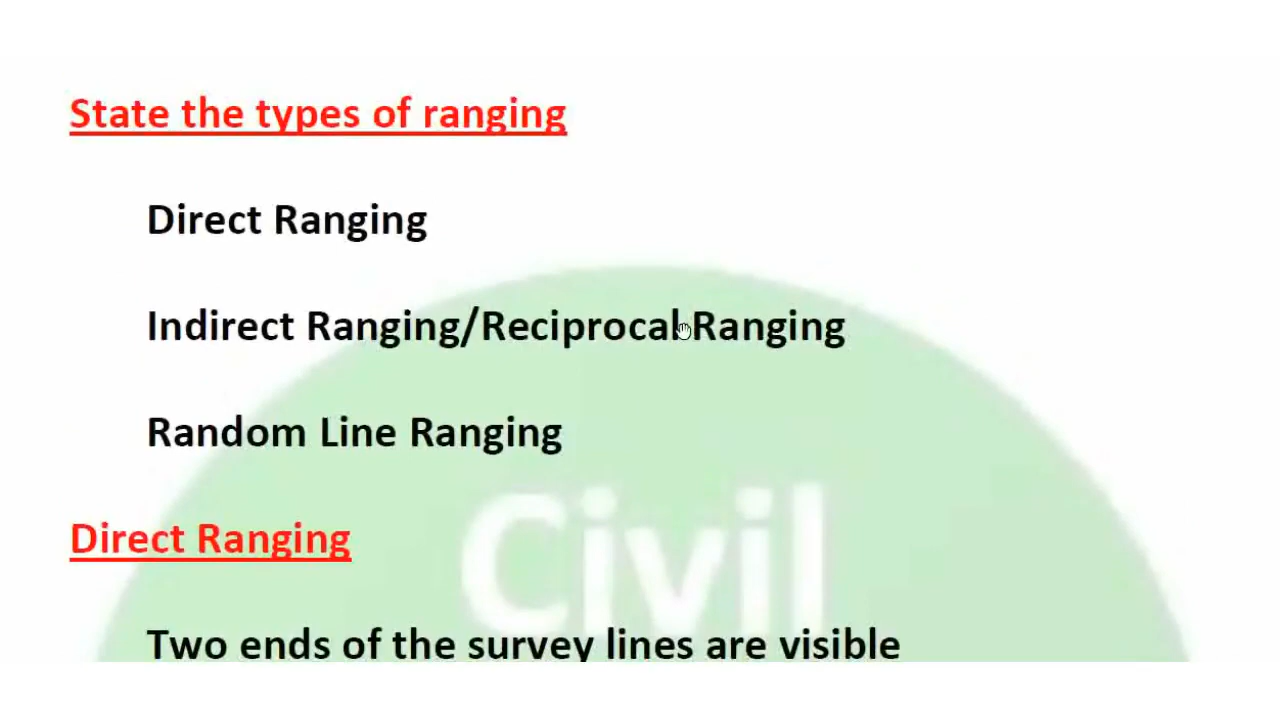 State the types of ranging
Direct Ranging
Indirect Ranging/Reciprocal Ranging
Random Line Ranging
Civil
Direct Ranging
Two ends of the survey lines are visible